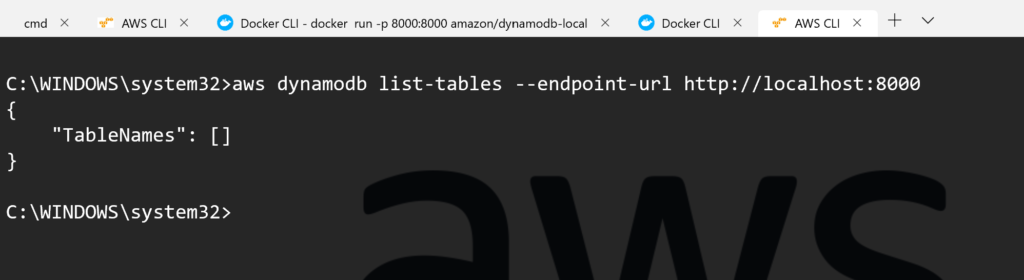 cmd AWS CLI Docker CLI - docker run -p 8000:8000 amazon/dynamodb-local Docker CLI AWS CLI
C:\WINDOWS\system32>aws dynamodb list-tables --endpoint-url http://localhost:8000
{
    "TableNames": []
}
C:\WINDOWS\system32>
aws